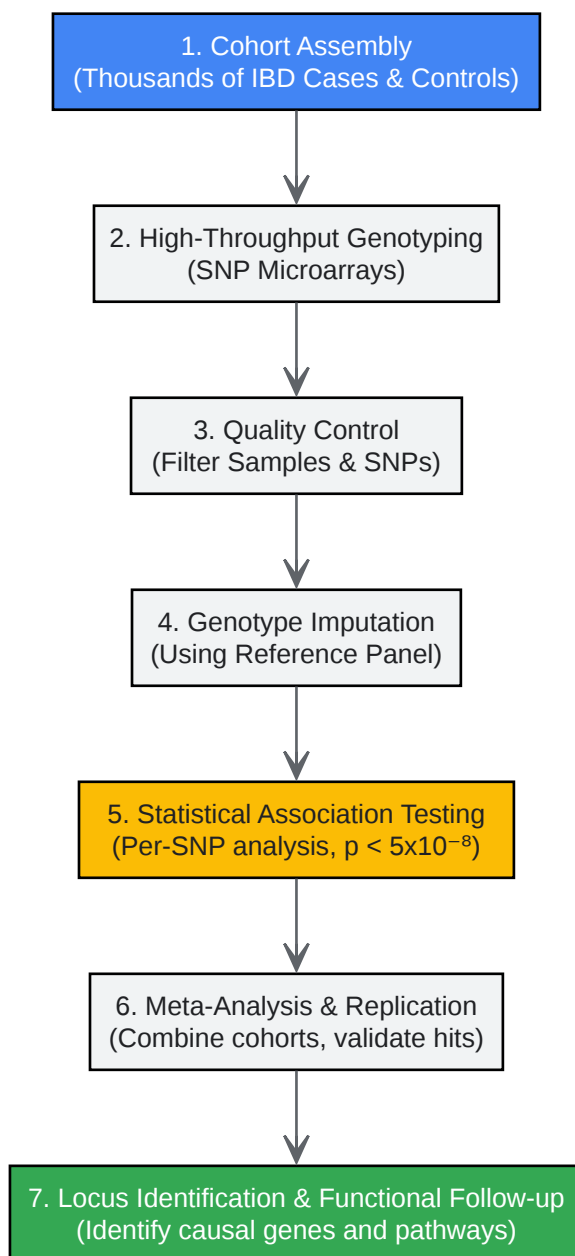 1. Cohort Assembly
(Thousands of IBD Cases & Controls)
2. High-Throughput Genotyping
(SNP Microarrays)
3. Quality Control
(Filter Samples & SNPs)
4. Genotype Imputation
(Using Reference Panel)
5. Statistical Association Testing
(Per-SNP analysis, p < 5x10⁻⁸)
6. Meta-Analysis & Replication
(Combine cohorts, validate hits)
7. Locus Identification & Functional Follow-up
(Identify causal genes and pathways)